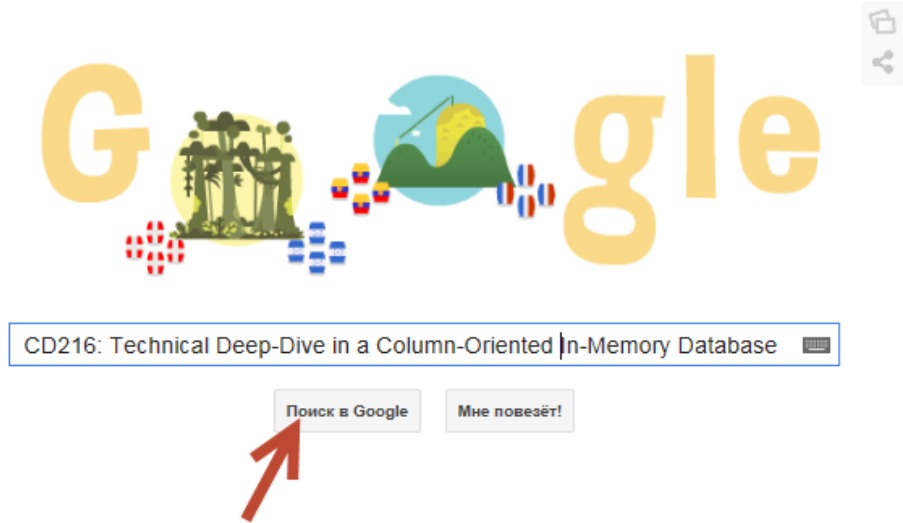 Google
CD216: Technical Deep-Dive in a Column-Oriented In-Memory Database
Поиск в Google Мне повезёт!